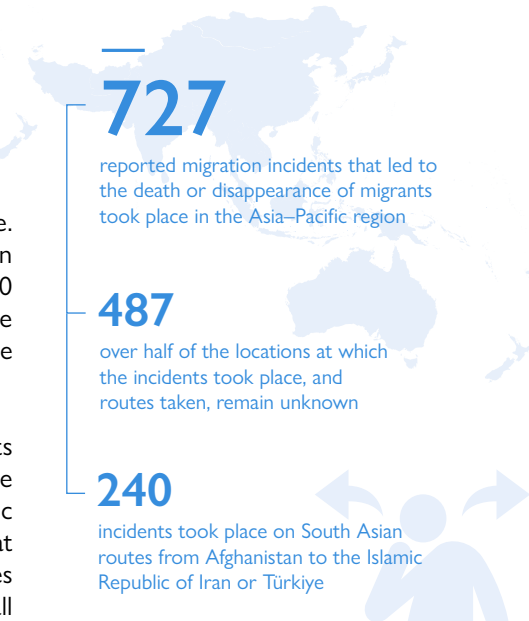 727
reported migration incidents that led to
the death or disappearance of migrants
took place in the Asia–Pacific region
487
over half of the locations at which
the incidents took place, and
routes taken, remain unknown
240
incidents took place on South Asian
routes from Afghanistan to the Islamic
Republic of Iran or Türkiye